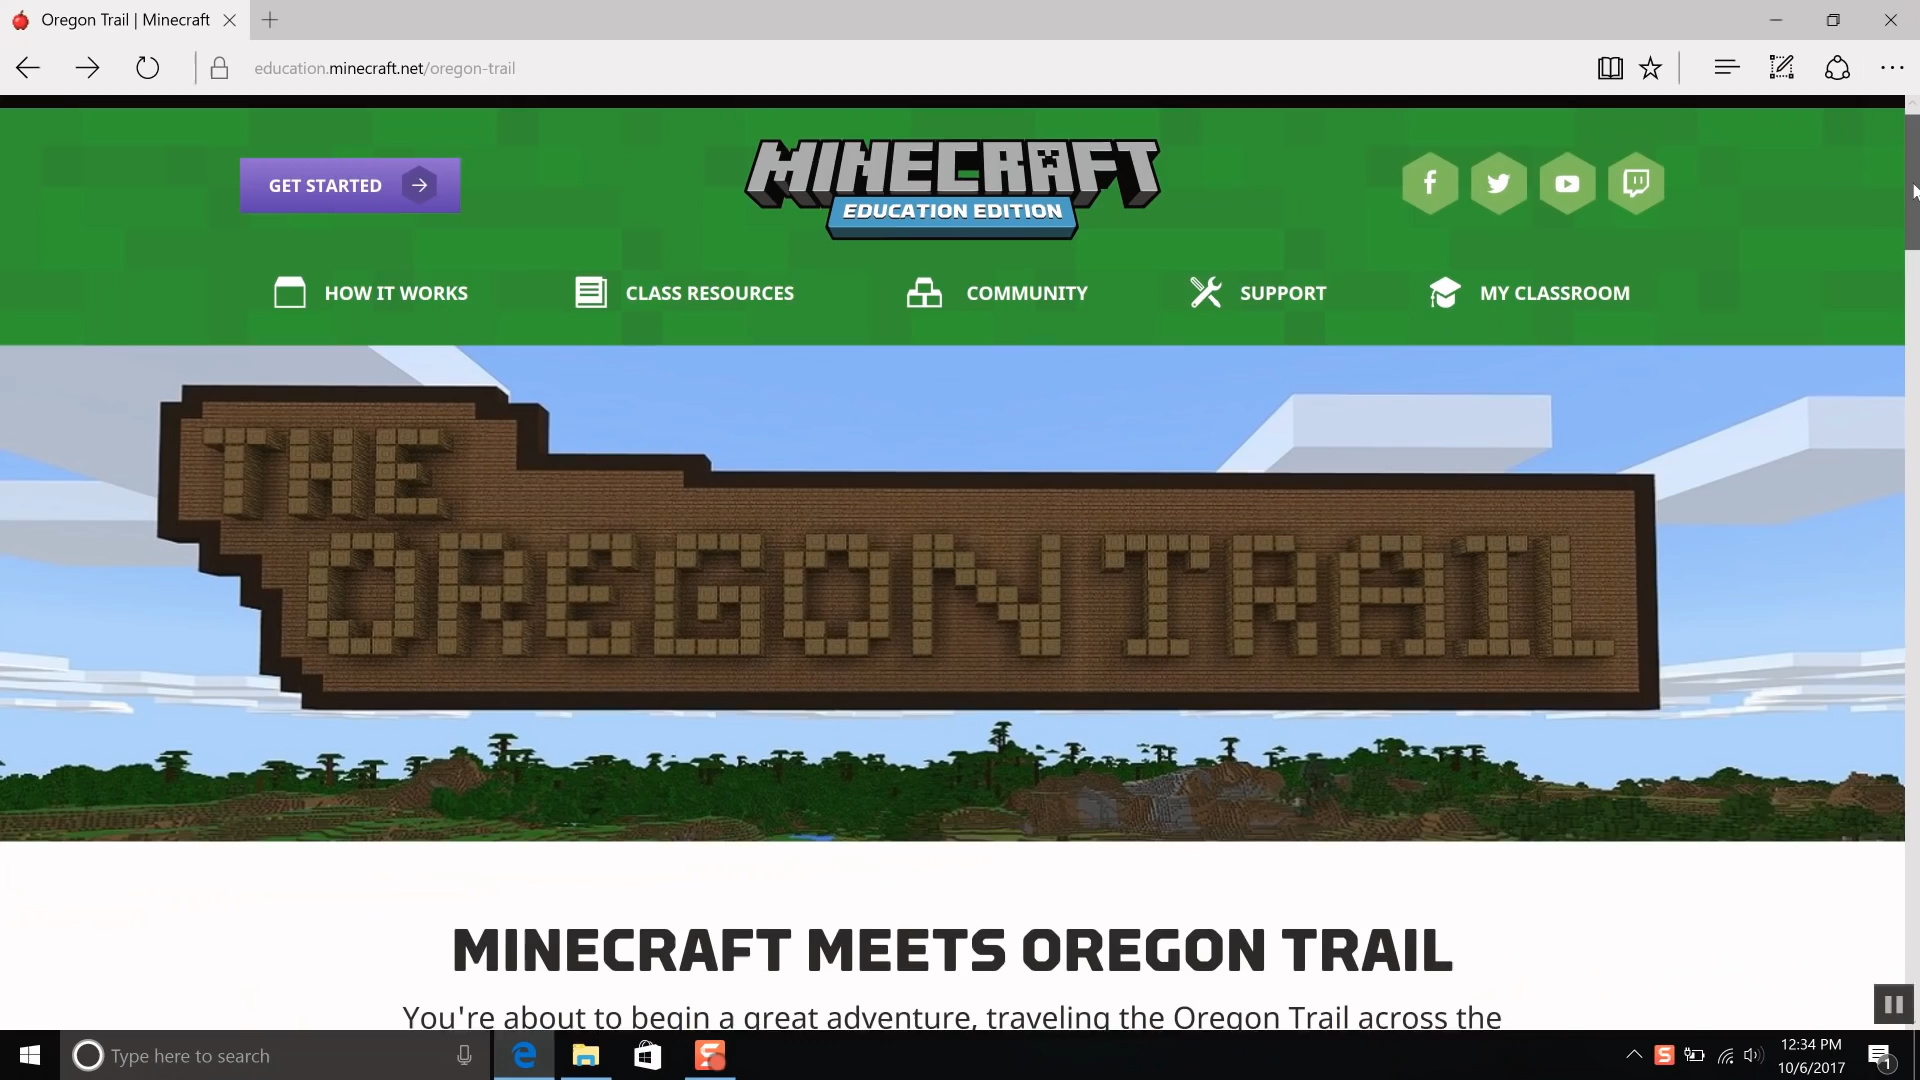 Oregon Trail | Minecraft
education.minecraft.net/oregon-trail
GET STARTED
MINECRAFT
EDUCATION EDITION
HOW IT WORKS
CLASS RESOURCES
COMMUNITY
SUPPORT
MY CLASSROOM
THE
OREGON TRAIL
MINECRAFT MEETS OREGON TRAIL
You're about to begin a great adventure, traveling the Oregon Trail across the
Type here to search
12:34 PM
10/6/2017
1